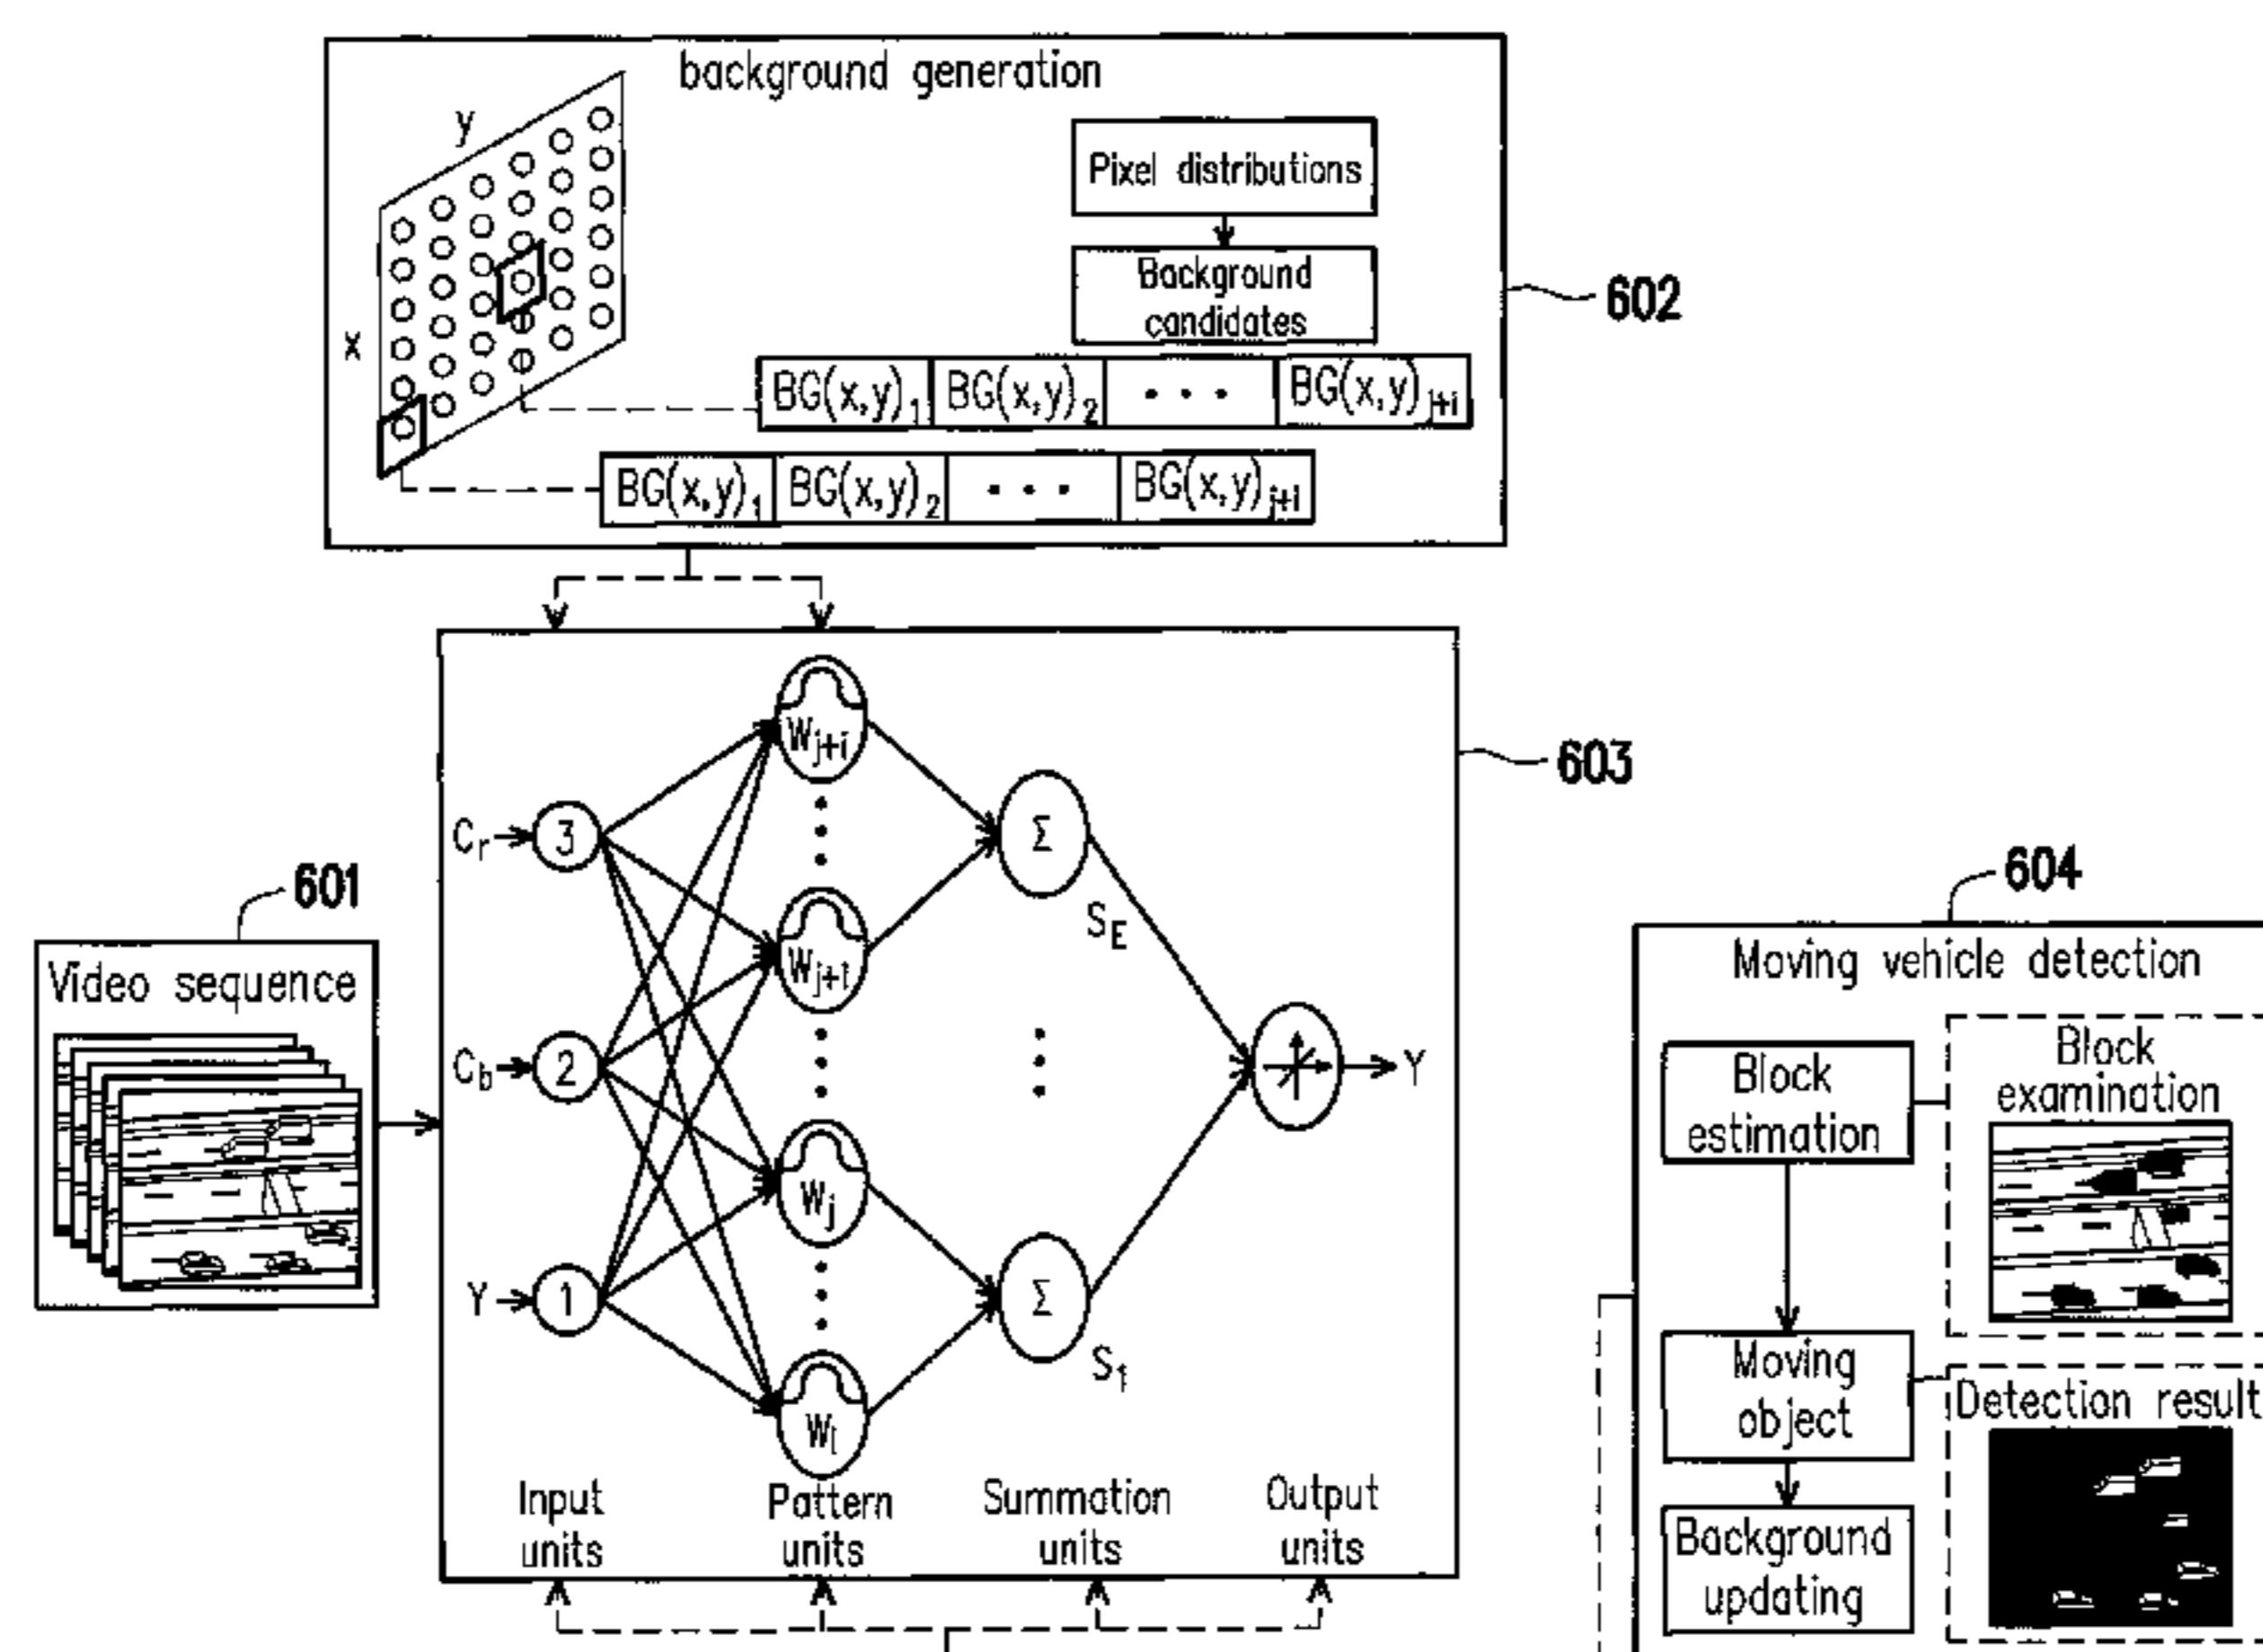 background generation
y
x
Pixel distributions
Background
candidates
BG(x,y)₁ BG(x,y)₂ • • • BG(x,y)ⱼ₊ᵢ
BG(x,y)₁ BG(x,y)₂ • • • BG(x,y)ⱼ₊ᵢ
602
603
Wj+i
Cr 3
Σ
SE
Wj+1
Cb 2
Y
Wj
Y 1
Σ
S1
W1
Input
units
Pattern
units
Summation
units
Output
units
601
Video sequence
604
Moving vehicle detection
Block
estimation
Block
examination
Moving
object
Detection result
Background
updating